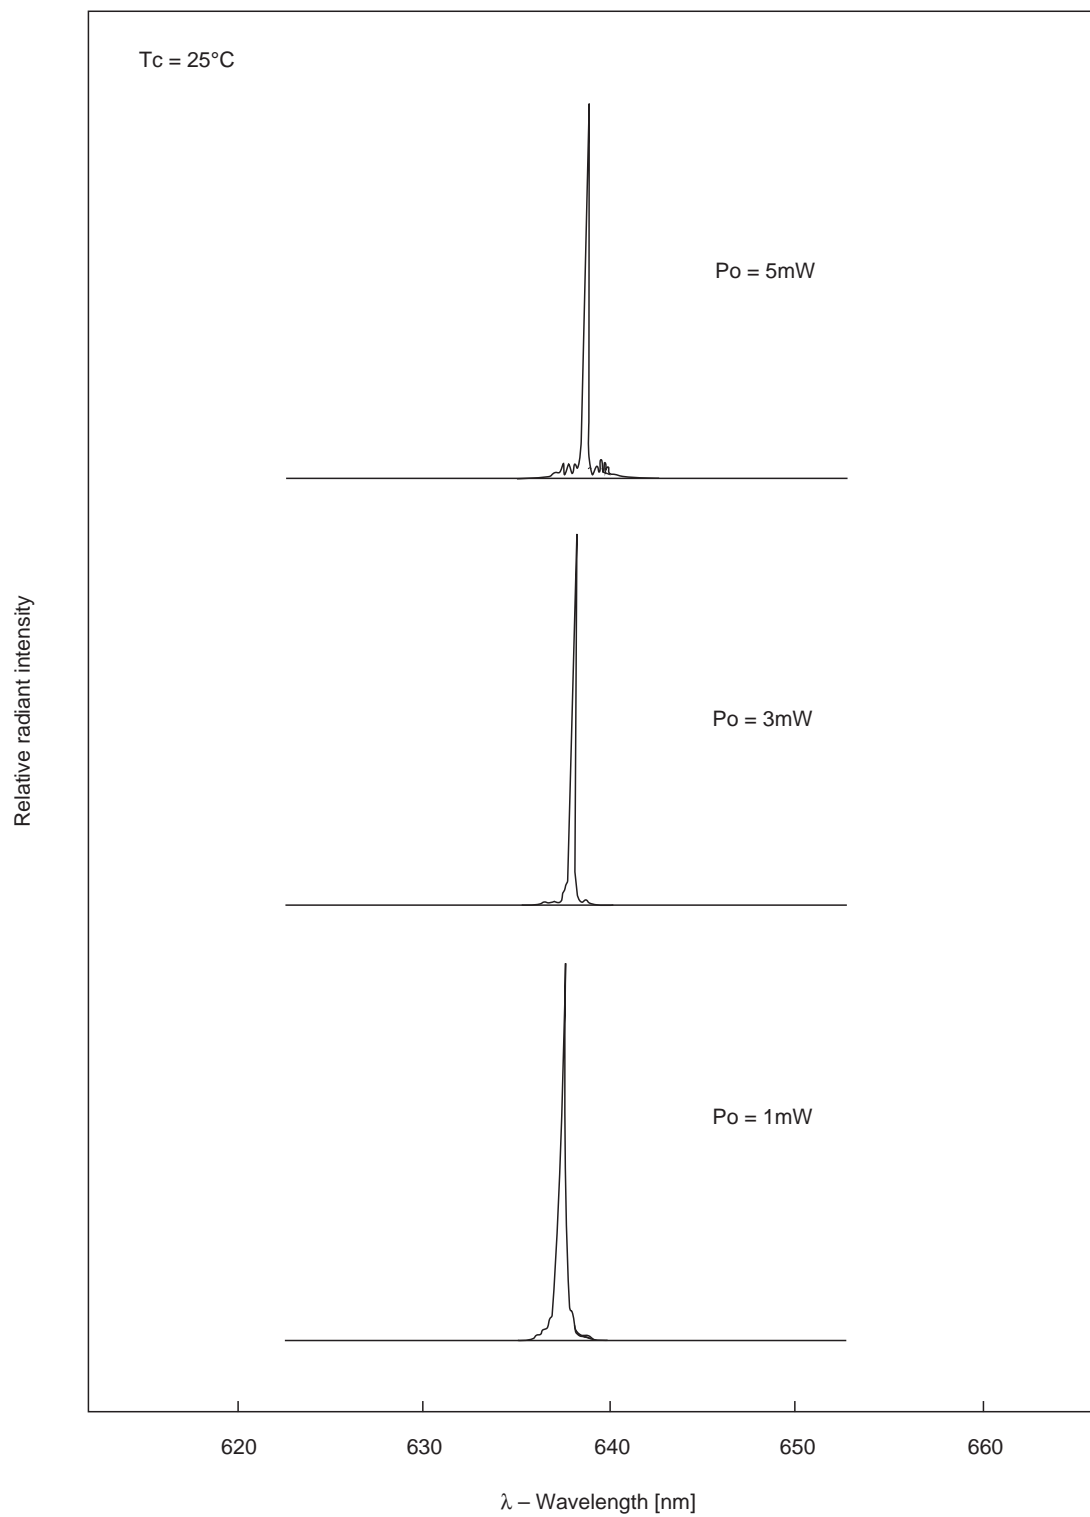 Tc = 25°C
Po = 5mW
Po = 3mW
Po = 1mW
Relative radiant intensity
620 630 640 650 660
λ – Wavelength [nm]